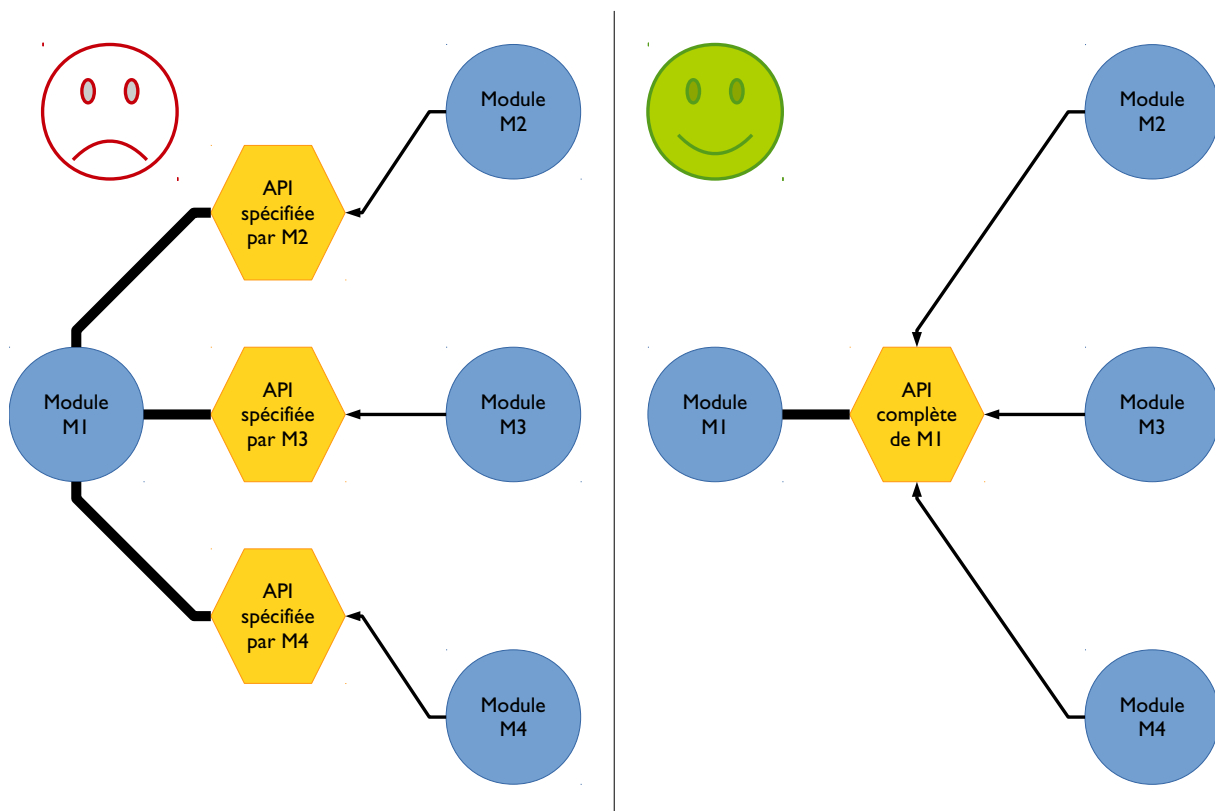 Module
M2
API
spécifiée
par M2
Module
M1
API
spécifiée
par M3
Module
M3
API
spécifiée
par M4
Module
M4
Module
M2
Module
M1
API
complète
de M1
Module
M3
Module
M4